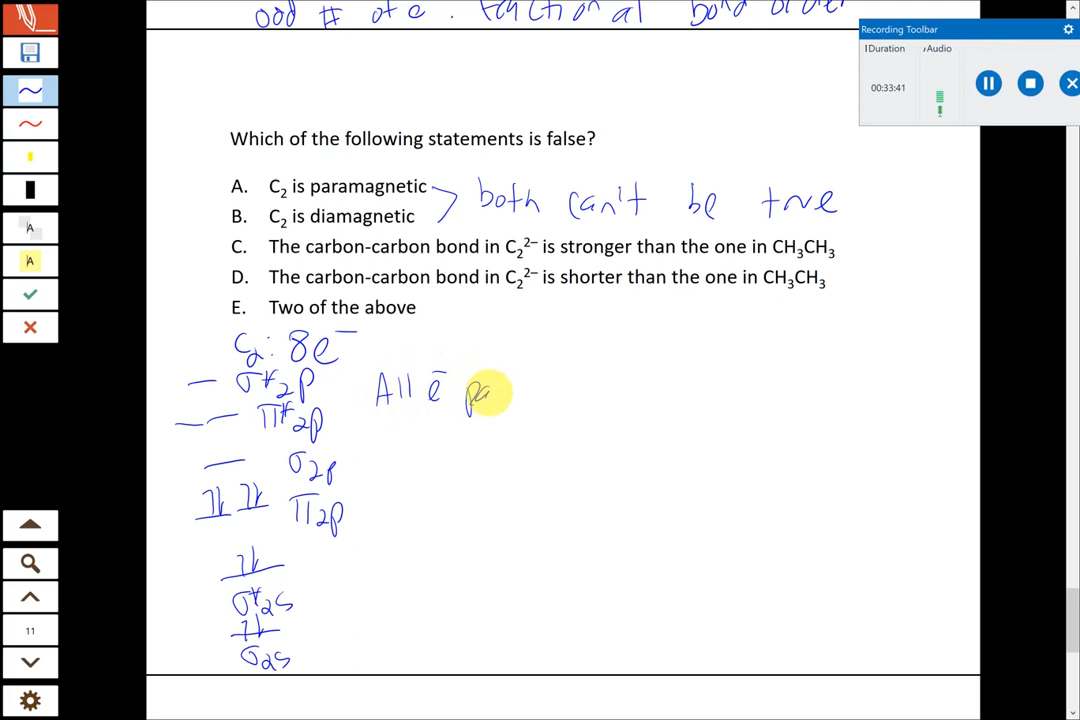 odd # of e. fractional bond order
Recording Toolbar
Duration
Audio
00:33:41
Which of the following statements is false?
A. C₂ is paramagnetic
B. C₂ is diamagnetic
both can't be true
C. The carbon-carbon bond in C₂²⁻ is stronger than the one in CH₃CH₃
D. The carbon-carbon bond in C₂²⁻ is shorter than the one in CH₃CH₃
E. Two of the above
C₂: 8e⁻
σ*2p
All e⁻ pa
π*2p
σ2p
π2p
σ*2s
σ2s
A
A
11